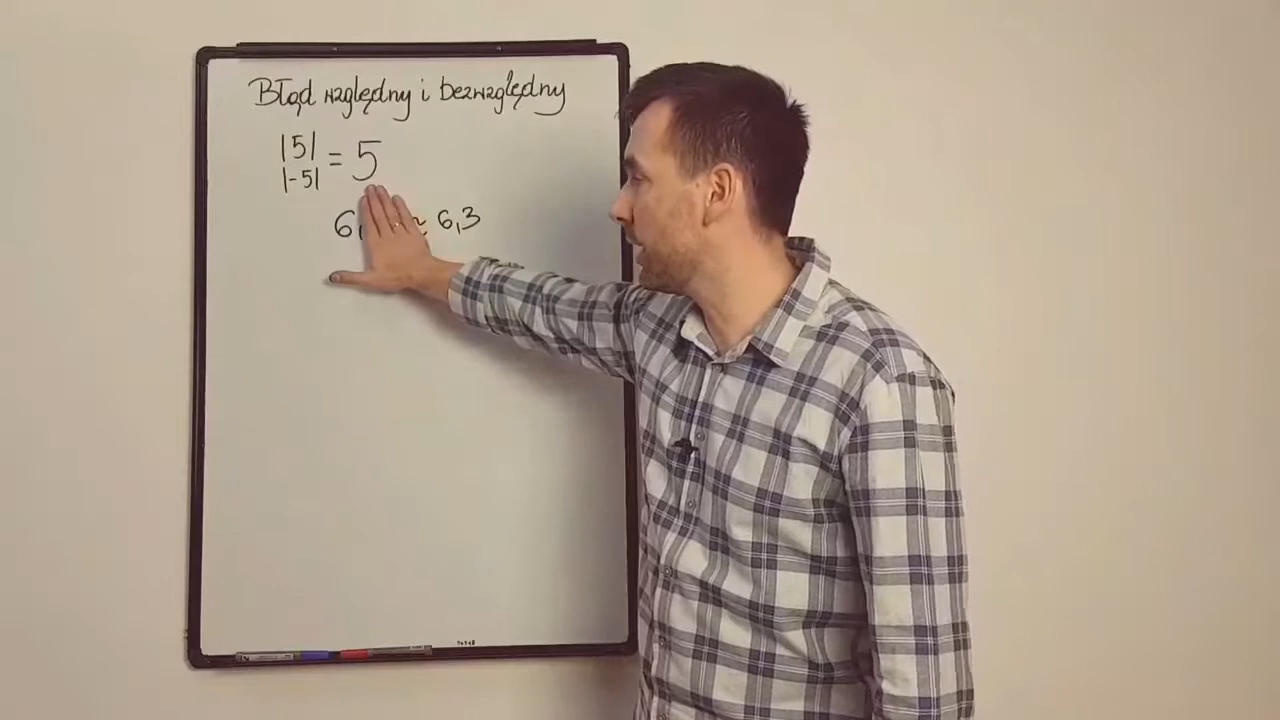 Błąd względny i bezwzględny
|5|
|-5| = 5
6, ≈ 6,3